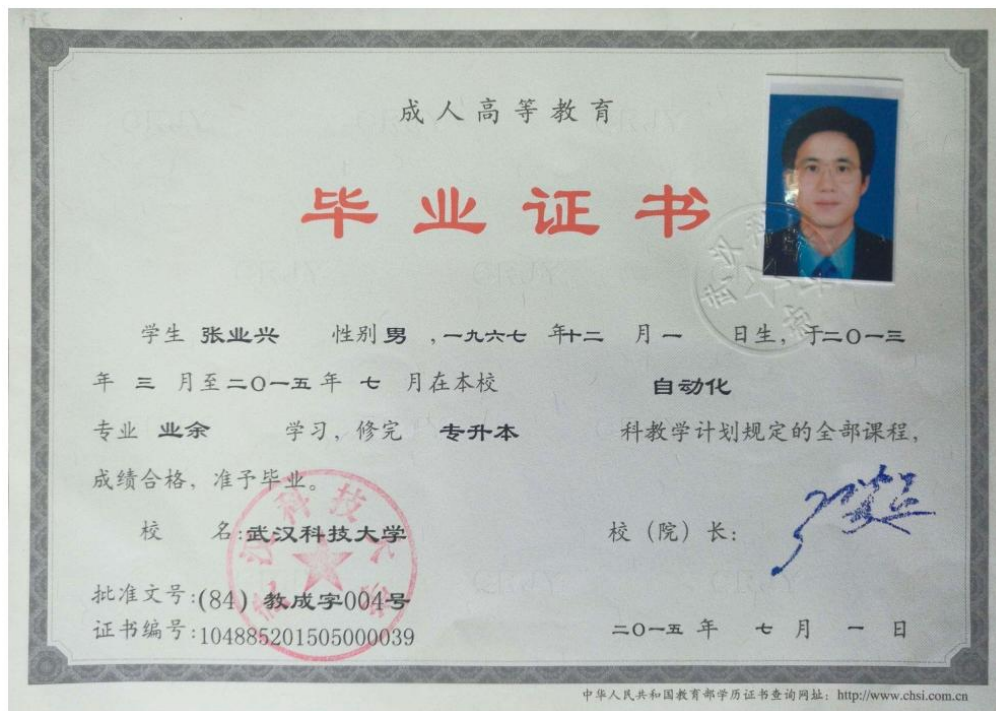 成人高等教育
毕业证书
学生 张业兴 性别 男 ,一九六七 年十二 月 一 日生, 于二〇一三
年 三 月至二〇一五年 七 月在本校 自动化
专业 业余 学习, 修完 专升本 科教学计划规定的全部课程,
成绩合格, 准予毕业。
校 名:武汉科技大学 校（院）长:
批准文号:(84) 教成字004号
证书编号:104885201505000039 二〇一五 年 七 月 一 日
中华人民共和国教育部学历证书查询网址: http://www.chsi.com.cn